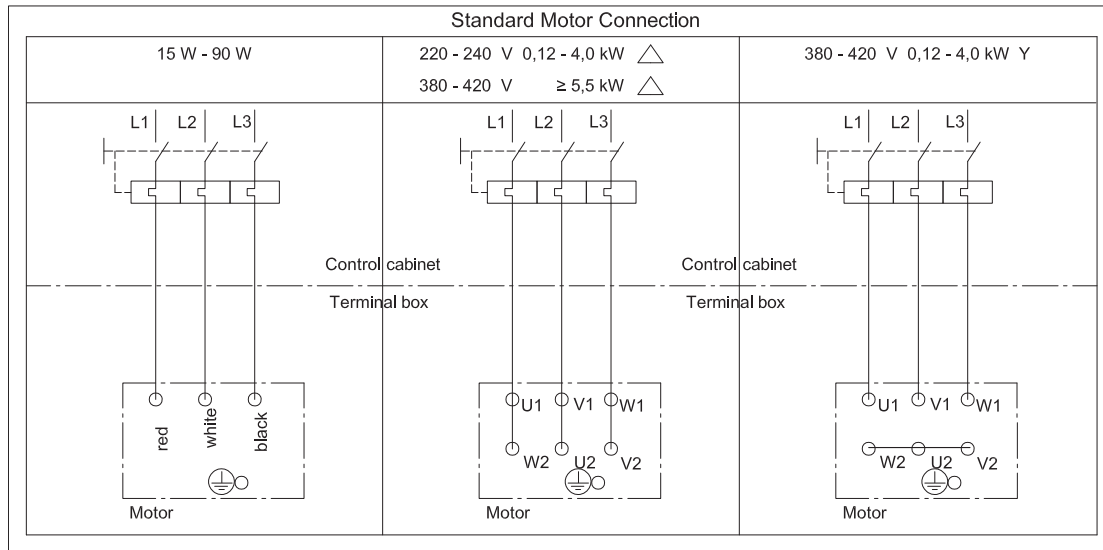 Standard Motor Connection
15 W - 90 W
220 - 240 V 0,12 - 4,0 kW
380 - 420 V ≥ 5,5 kW
380 - 420 V 0,12 - 4,0 kW Y
L1 L2 L3
L1 L2 L3
L1 L2 L3
Control cabinet
Control cabinet
Terminal box
Terminal box
red
white
black
Motor
U1 V1 W1
W2 U2 V2
Motor
U1 V1 W1
W2 U2 V2
Motor